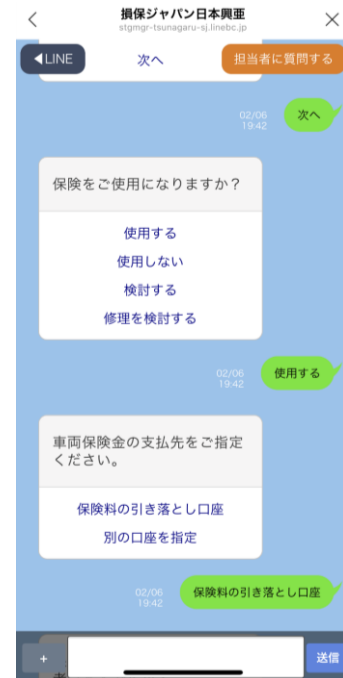 損保ジャパン日本興亜
stgmgr-tsunagaru-sj.linebc.jp
◀LINE
次へ
担当者に質問する
02/06
19:42
次へ
保険をご使用になりますか？
使用する
使用しない
検討する
修理を検討する
02/06
19:42
使用する
車両保険金の支払先をご指定
ください。
保険料の引き落とし口座
別の口座を指定
02/06
19:42
保険料の引き落とし口座
+
送信